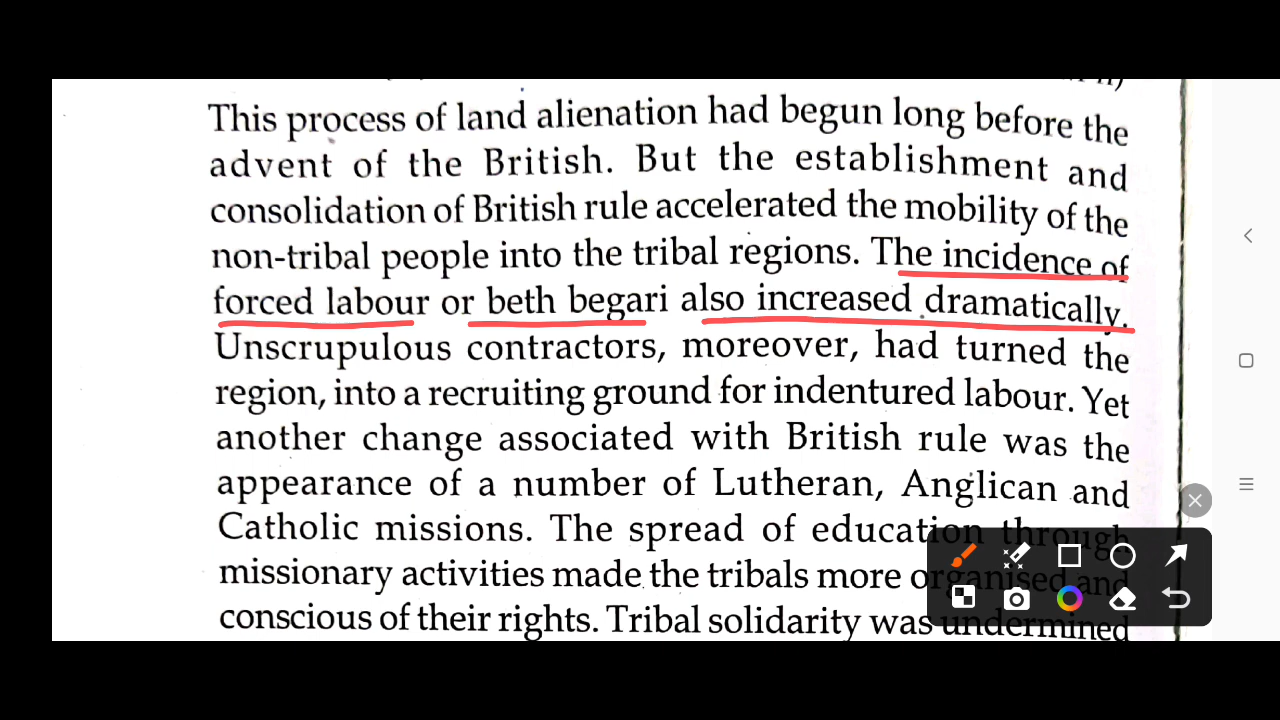 This process of land alienation had begun long before the
advent of the British. But the establishment and
consolidation of British rule accelerated the mobility of the
non-tribal people into the tribal regions. The incidence of
forced labour or beth begari also increased dramatically.
Unscrupulous contractors, moreover, had turned the
region, into a recruiting ground for indentured labour. Yet
another change associated with British rule was the
appearance of a number of Lutheran, Anglican and
Catholic missions. The spread of education through
missionary activities made the tribals more organised and
conscious of their rights. Tribal solidarity was undermined